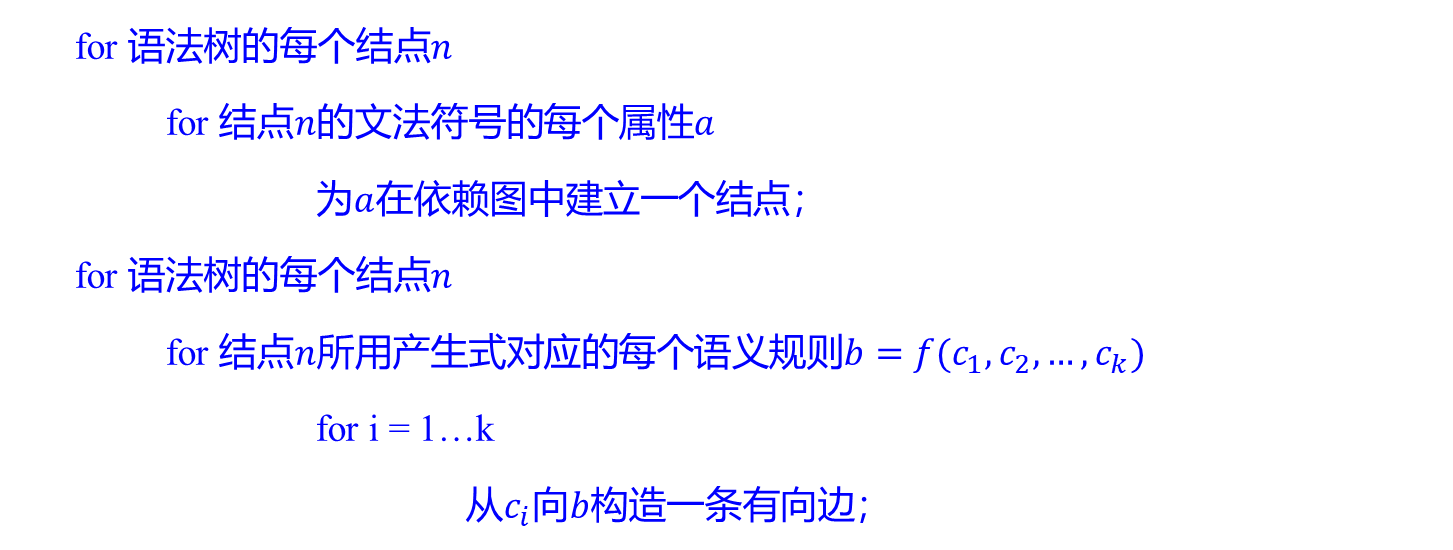 for 语法树的每个结点n
for 结点n的文法符号的每个属性a
为a在依赖图中建立一个结点；
for 语法树的每个结点n
for 结点n所用产生式对应的每个语义规则b = f(c₁, c₂, … , cₖ)
for i = 1…k
从cᵢ向b构造一条有向边；